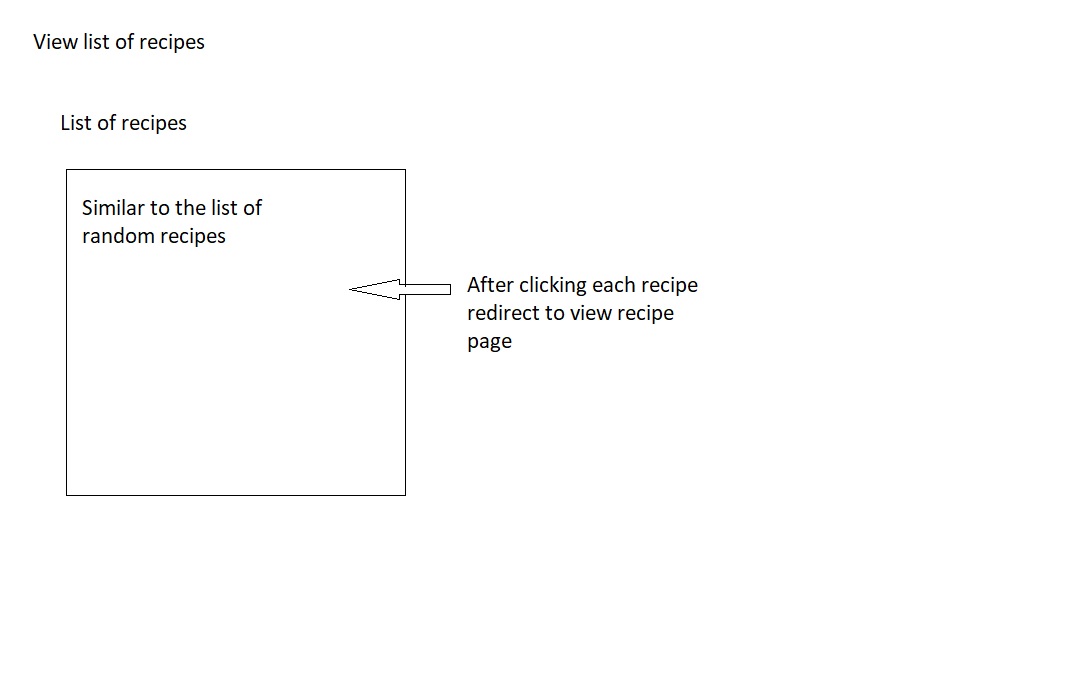 View list of recipes
List of recipes
Similar to the list of
random recipes
After clicking each recipe
redirect to view recipe
page